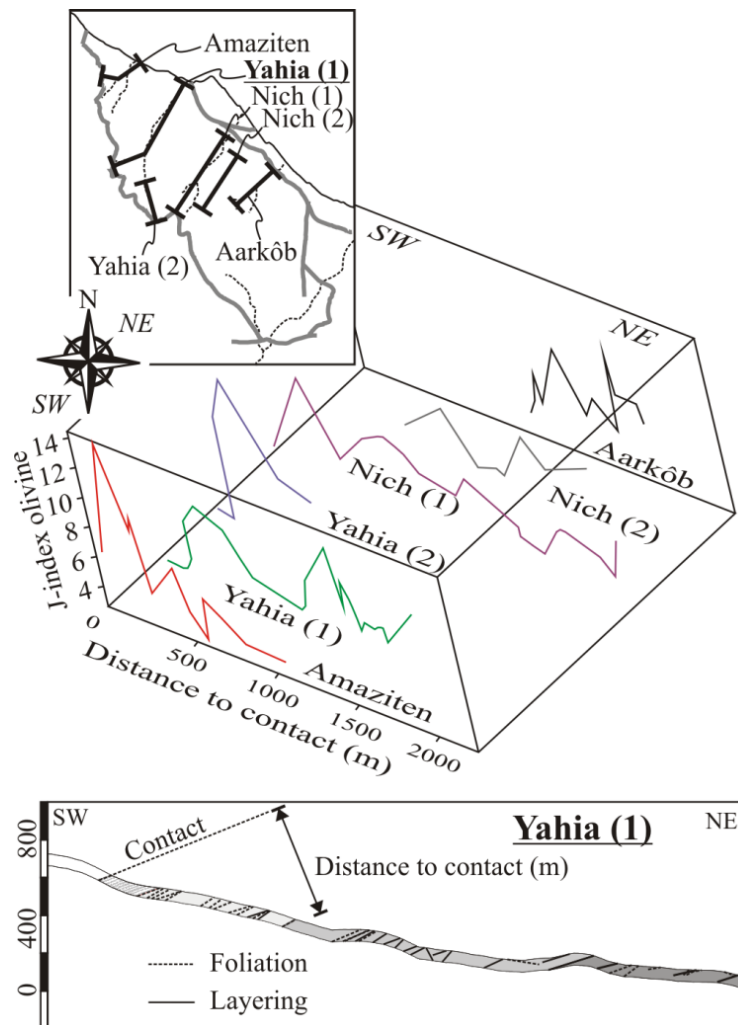 Amaziten
Yahia (1)
Nich (1)
Nich (2)
Aarkôb
Yahia (2)
N
NE
SW
SW
NE
14
12
10
8
6
4
J-index olivine
0
500
1000
1500
2000
Distance to contact (m)
Aarkôb
Nich (1)
Nich (2)
Yahia (2)
Yahia (1)
Amaziten
SW
Yahia (1)
NE
800
400
0
Contact
Distance to contact (m)
Foliation
Layering